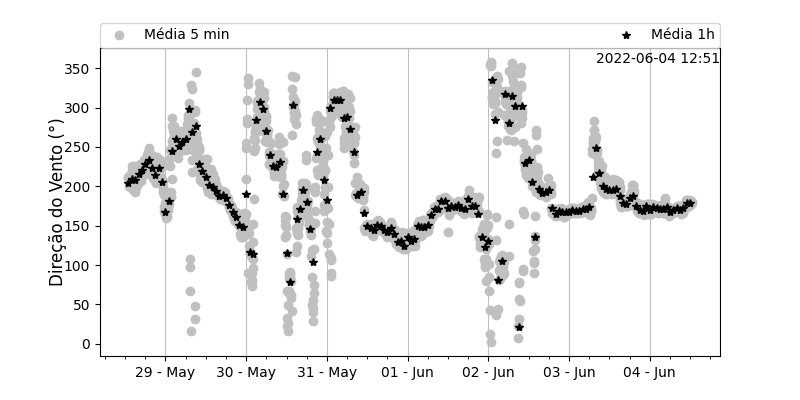 Média 5 min
Média 1h
2022-06-04 12:51
Direção do Vento (°)
350
300
250
200
150
100
50
0
29 - May
30 - May
31 - May
01 - Jun
02 - Jun
03 - Jun
04 - Jun